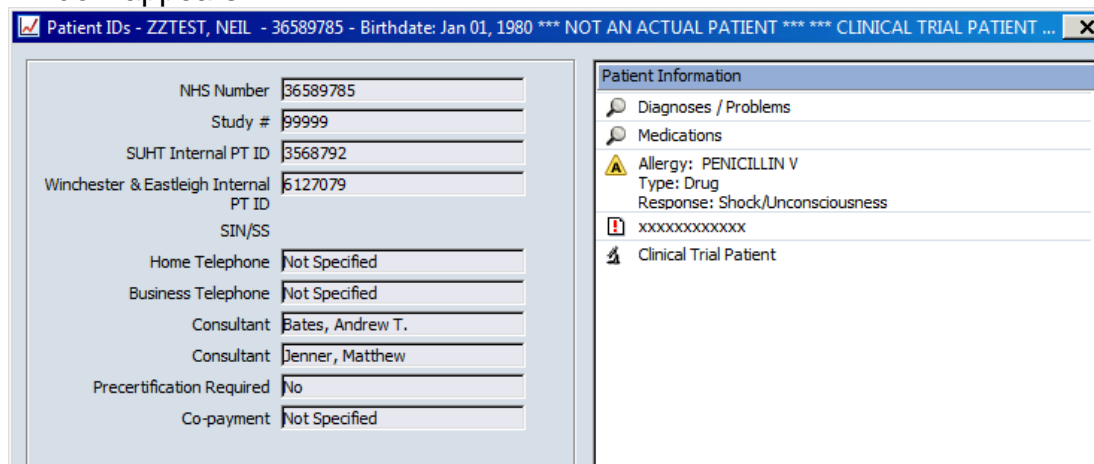 Patient IDs - ZZTEST, NEIL - 36589785 - Birthdate: Jan 01, 1980 *** NOT AN ACTUAL PATIENT *** *** CLINICAL TRIAL PATIENT ...
NHS Number 36589785
Study # 99999
SUHT Internal PT ID 3568792
Winchester & Eastleigh Internal 6127079
PT ID
SIN/SS
Home Telephone Not Specified
Business Telephone Not Specified
Consultant Bates, Andrew T.
Consultant Jenner, Matthew
Precertification Required No
Co-payment Not Specified
Patient Information
Diagnoses / Problems
Medications
Allergy: PENICILLIN V
Type: Drug
Response: Shock/Unconsciousness
xxxxxxxxxxxx
Clinical Trial Patient